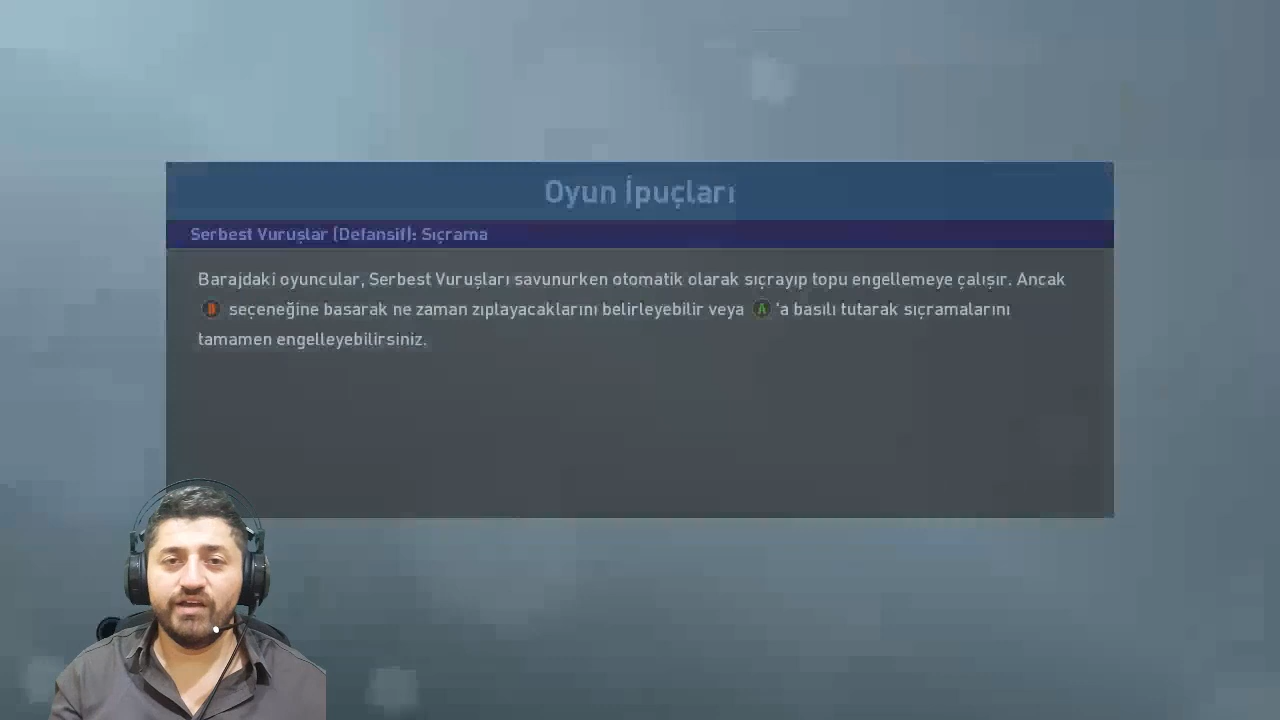 Oyun İpuçları
Serbest Vuruşlar (Defansif): Sıçrama
Barajdaki oyuncular, Serbest Vuruşları savunurken otomatik olarak sıçrayıp topu engellemeye çalışır. Ancak
B seçeneğine basarak ne zaman zıplayacaklarını belirleyebilir veya A 'a basılı tutarak sıçramalarını
tamamen engelleyebilirsiniz.